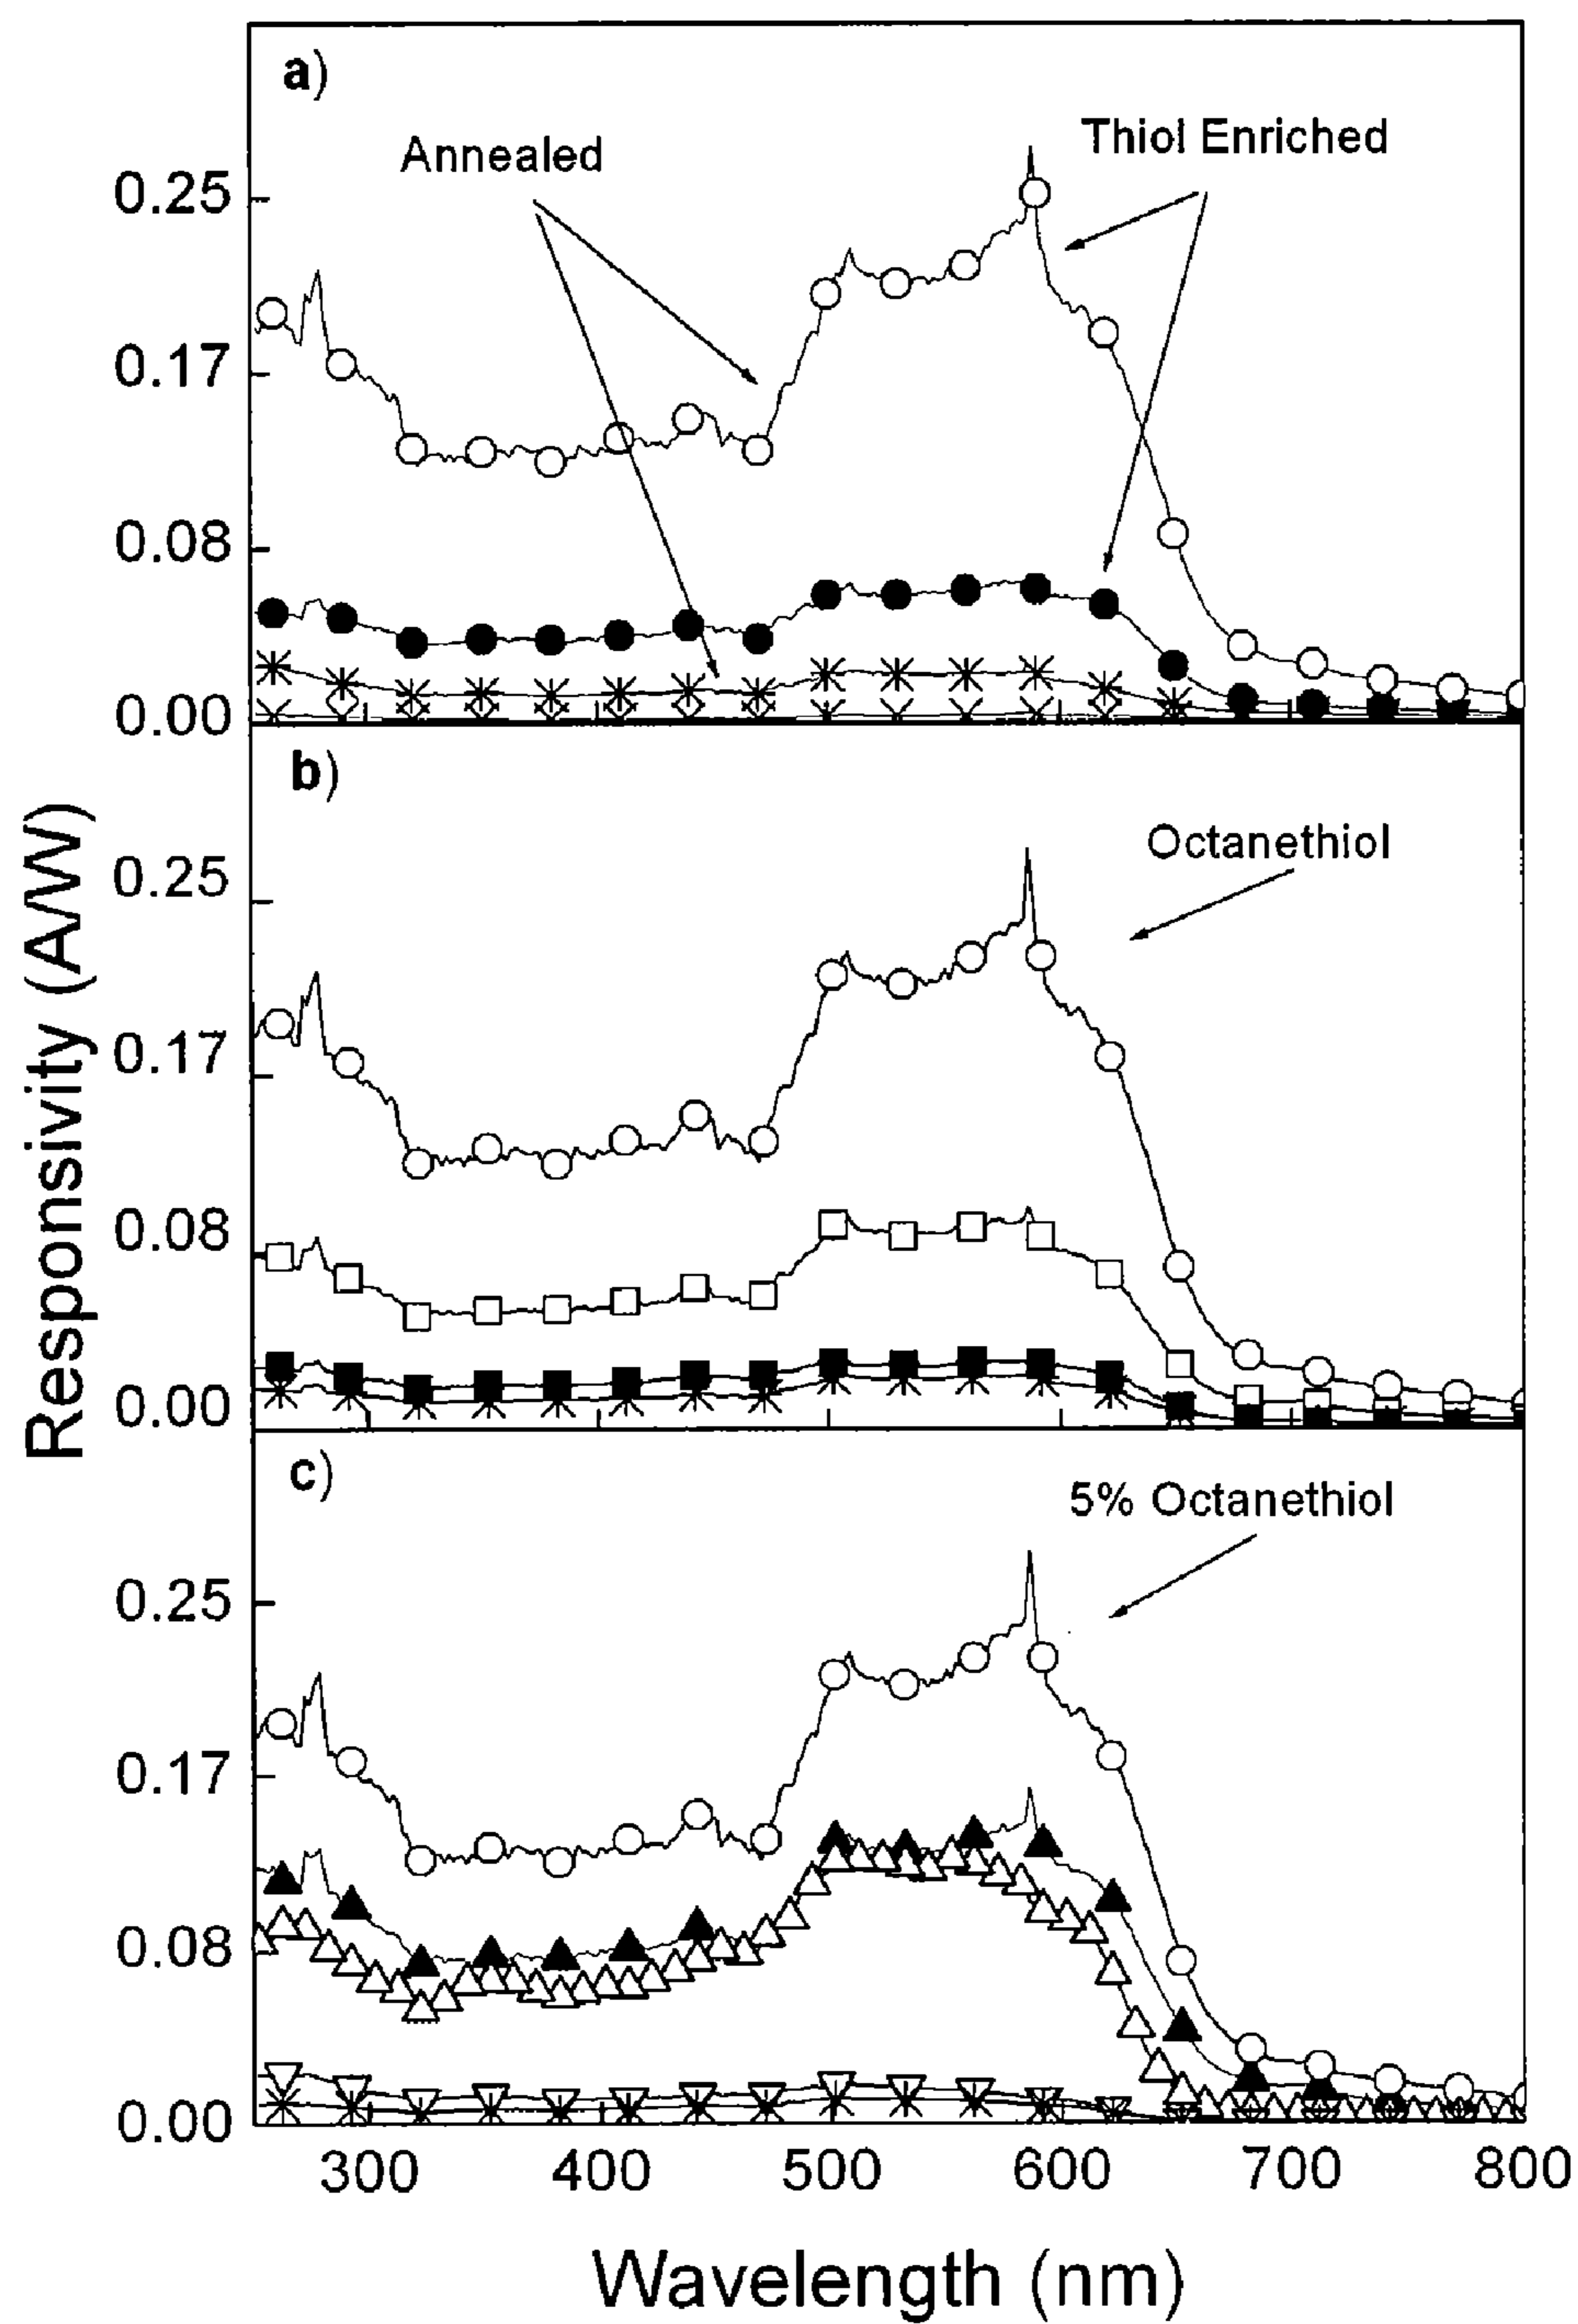 a)
Annealed
Thiol Enriched
0.25
0.17
0.08
0.00
b)
Octanethiol
0.25
0.17
0.08
0.00
c)
5% Octanethiol
0.25
0.17
0.08
0.00
Responsivity (A/W)
300 400 500 600 700 800
Wavelength (nm)